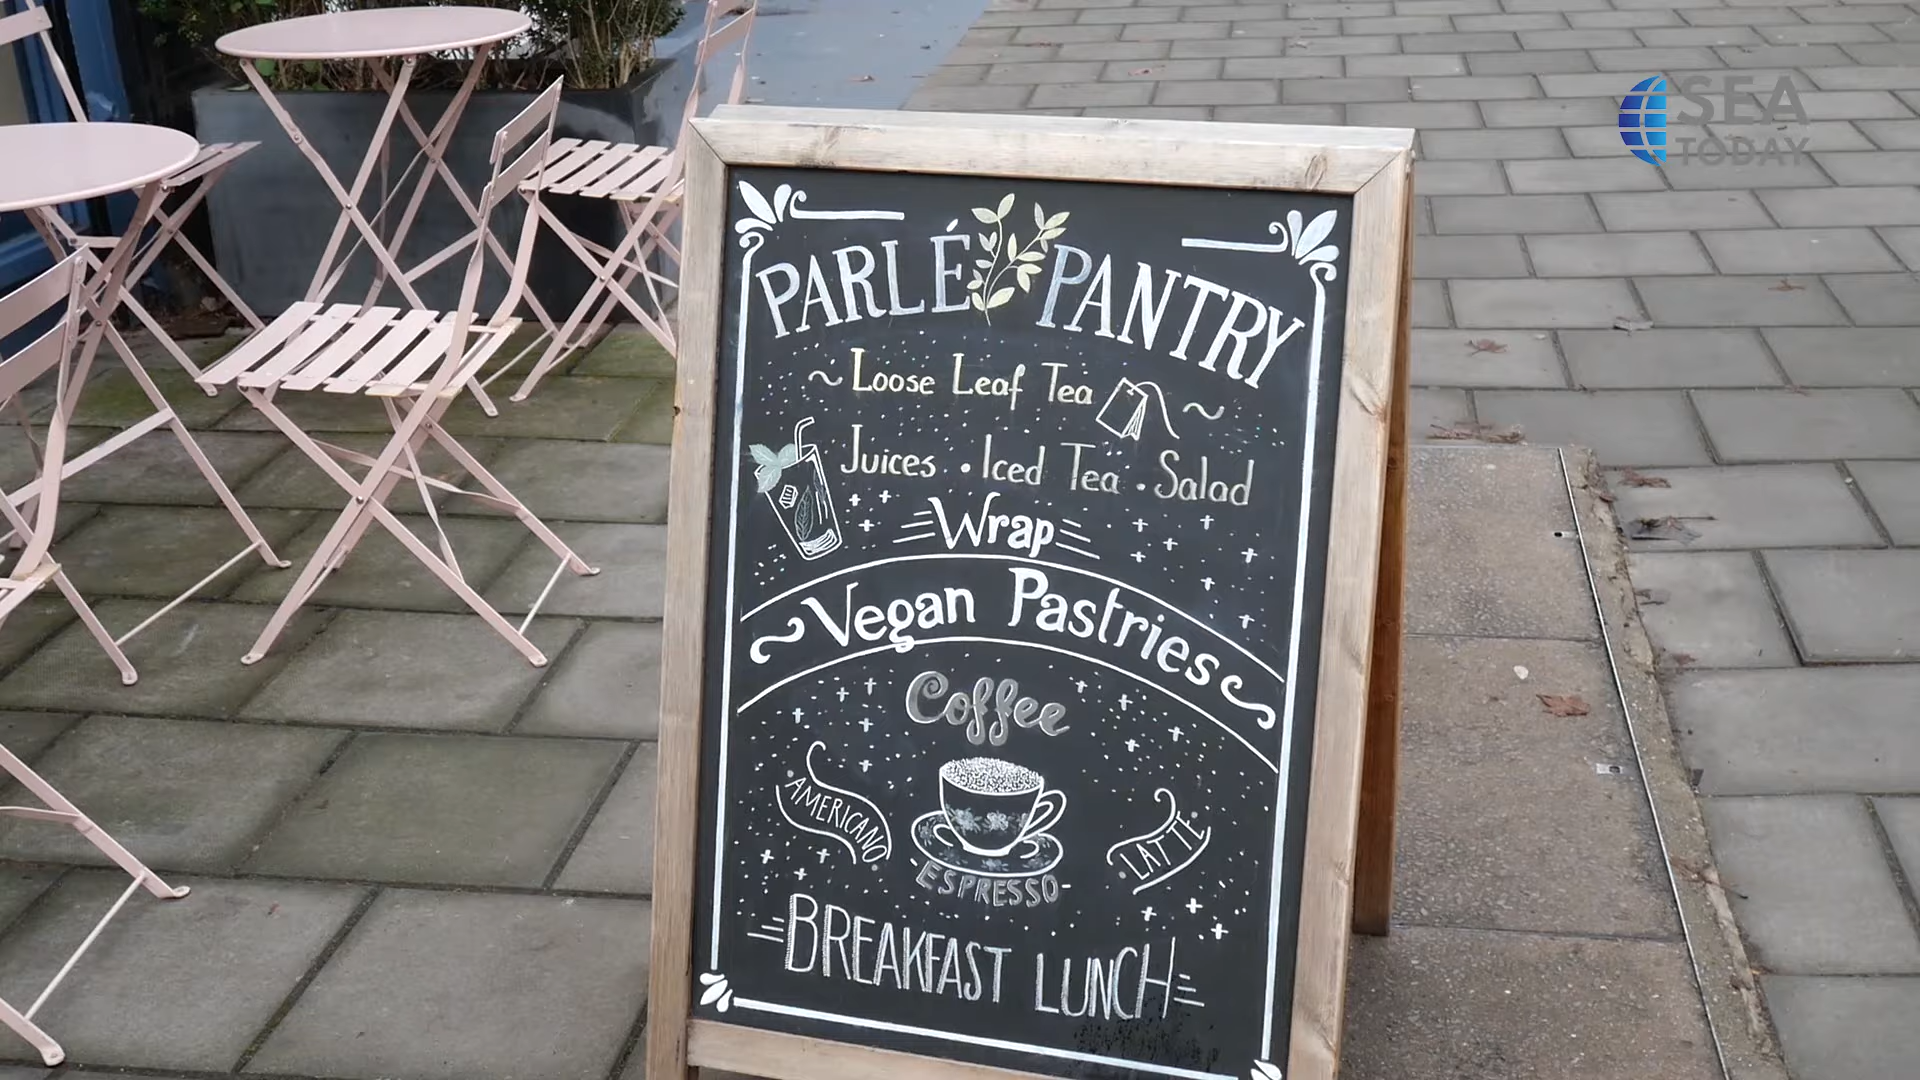 SEA
TODAY
PARLÉ PANTRY
~ Loose Leaf Tea ~
Juices · Iced Tea · Salad
Wrap
~Vegan Pastries~
Coffee
AMERICANO
LATTE
-ESPRESSO-
BREAKFAST LUNCH